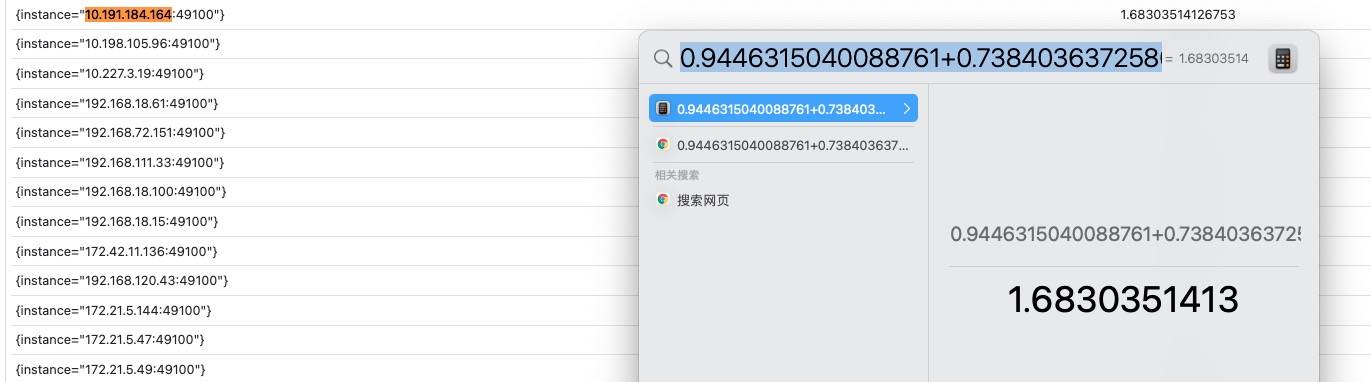 {instance="10.191.184.164:49100"} 1.68303514126753
{instance="10.198.105.96:49100"}
{instance="10.227.3.19:49100"}
{instance="192.168.18.61:49100"}
{instance="192.168.72.151:49100"}
{instance="192.168.111.33:49100"}
{instance="192.168.18.100:49100"}
{instance="192.168.18.15:49100"}
{instance="172.42.11.136:49100"}
{instance="192.168.120.43:49100"}
{instance="172.21.5.144:49100"}
{instance="172.21.5.47:49100"}
{instance="172.21.5.49:49100"}
0.9446315040088761+0.738403637258 = 1.68303514
0.9446315040088761+0.738403...
0.9446315040088761+0.738403637...
相关搜索
搜索网页
0.9446315040088761+0.73840363725
1.6830351413